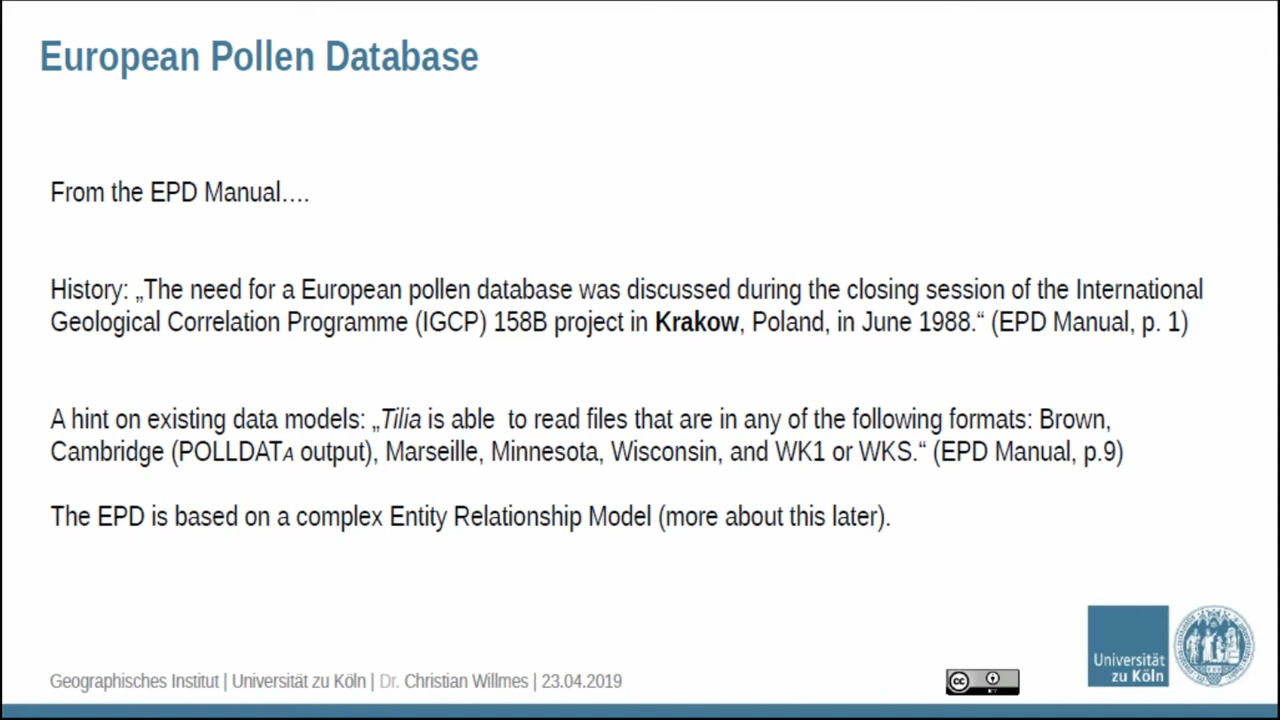 European Pollen Database
From the EPD Manual….
History: „The need for a European pollen database was discussed during the closing session of the International
Geological Correlation Programme (IGCP) 158B project in Krakow, Poland, in June 1988.“ (EPD Manual, p. 1)
A hint on existing data models: „Tilia is able  to read files that are in any of the following formats: Brown,
Cambridge (POLLDATA output), Marseille, Minnesota, Wisconsin, and WK1 or WKS.“ (EPD Manual, p.9)
The EPD is based on a complex Entity Relationship Model (more about this later).
Universität
zu Köln
Geographisches Institut | Universität zu Köln | Dr. Christian Willmes | 23.04.2019
cc
BY